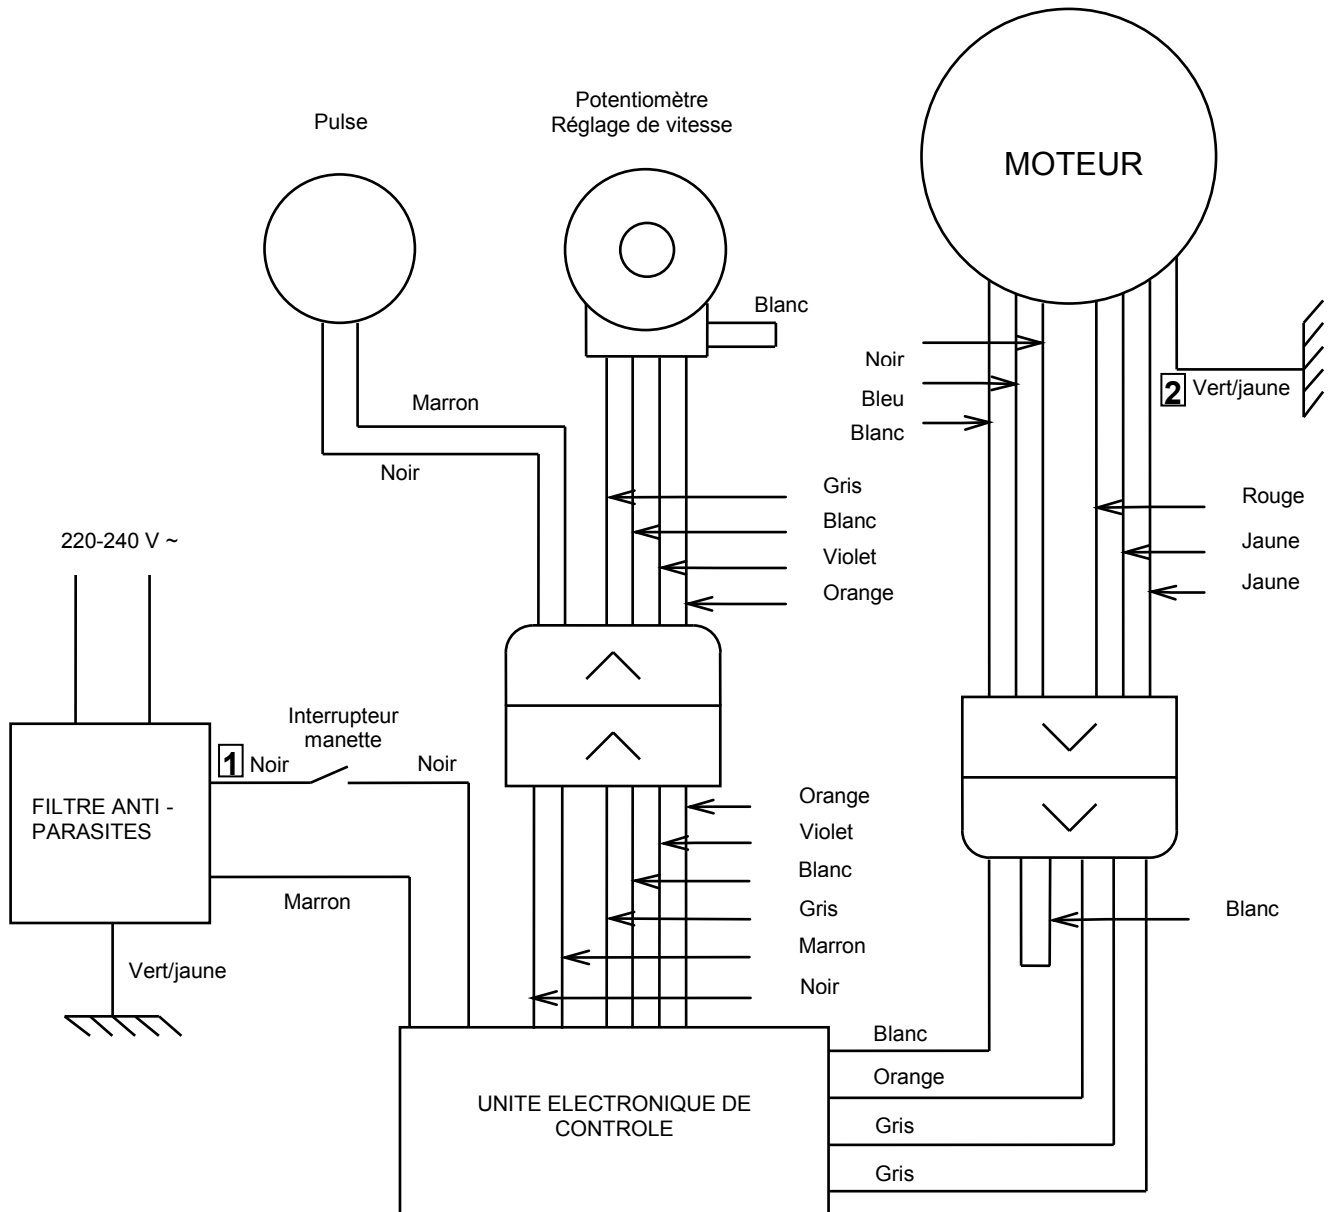 Potentiomètre
Réglage de vitesse
Pulse
MOTEUR
Blanc
Noir
Bleu
Blanc
2 Vert/jaune
Marron
Noir
Gris
Blanc
Violet
Orange
Rouge
Jaune
Jaune
220-240 V ~
Interrupteur
manette
1 Noir
Noir
FILTRE ANTI -
PARASITES
Marron
Vert/jaune
Orange
Violet
Blanc
Gris
Marron
Noir
Blanc
Blanc
Orange
Gris
Gris
UNITE ELECTRONIQUE DE
CONTROLE